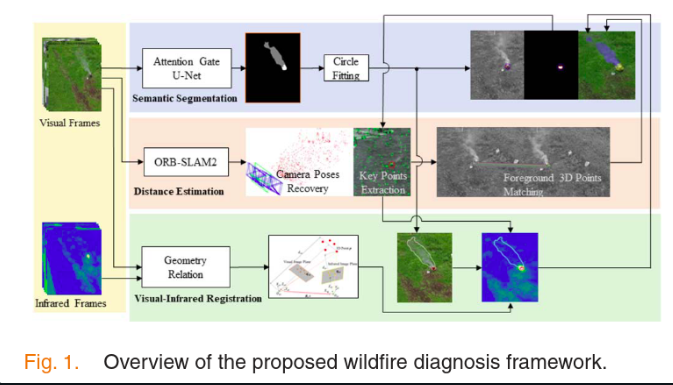 Attention Gate
U-Net
Circle
Fitting
Semantic Segmentation
Visual Frames
ORB-SLAM2
Camera Poses
Recovery
Key Points
Extraction
Foreground 3D Points
Matching
Distance Estimation
Geometry
Relation
Infrared Frames
Visual-Infrared Registration
Fig. 1. Overview of the proposed wildfire diagnosis framework.